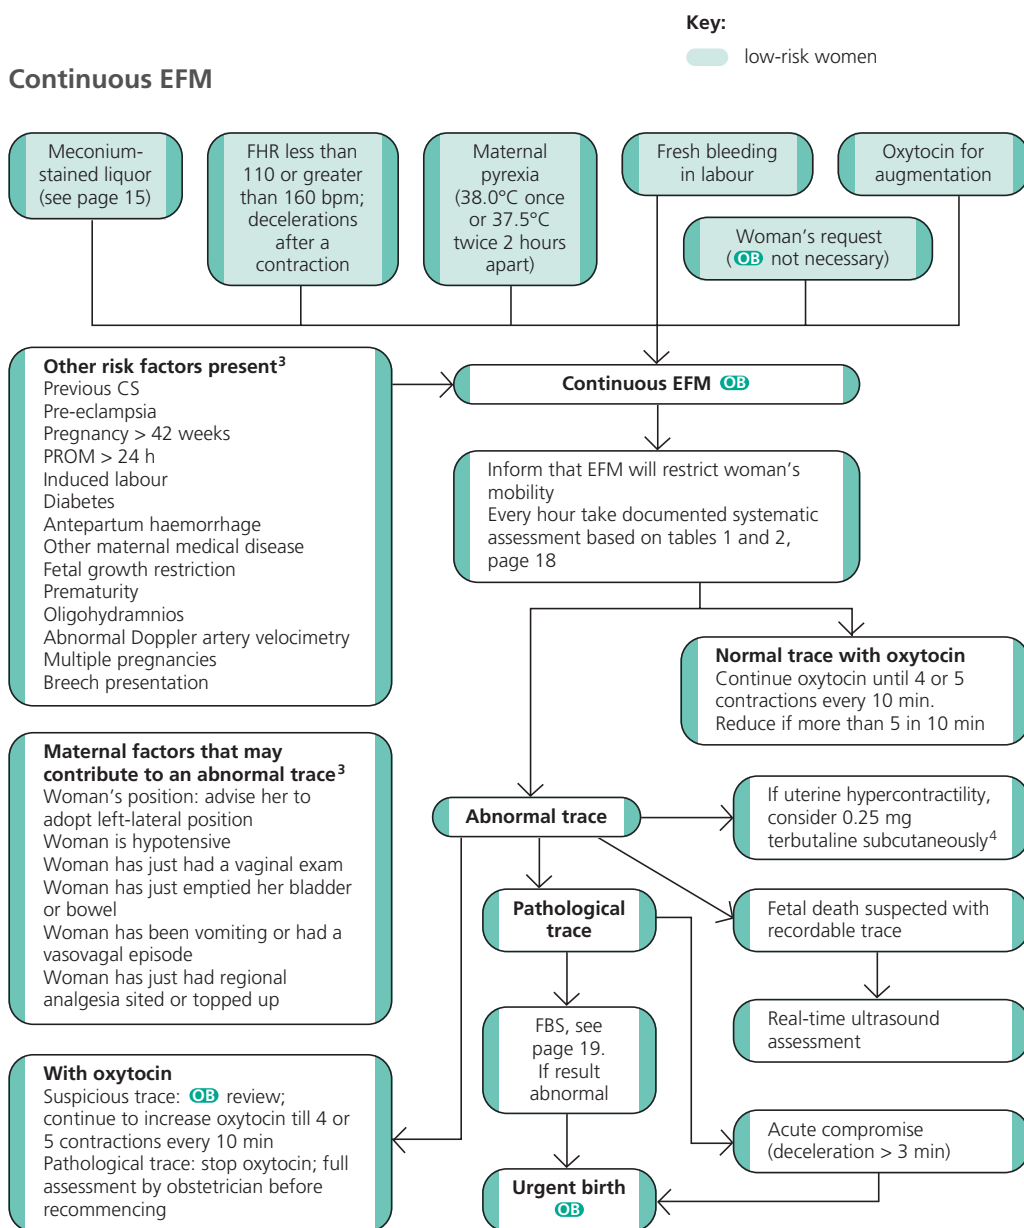 Key:
low-risk women
Continuous EFM
Meconium-
stained liquor
(see page 15)
FHR less than
110 or greater
than 160 bpm;
decelerations
after a
contraction
Maternal
pyrexia
(38.0°C once
or 37.5°C
twice 2 hours
apart)
Fresh bleeding
in labour
Oxytocin for
augmentation
Woman's request
(OB not necessary)
Other risk factors present³
Previous CS
Pre-eclampsia
Pregnancy > 42 weeks
PROM > 24 h
Induced labour
Diabetes
Antepartum haemorrhage
Other maternal medical disease
Fetal growth restriction
Prematurity
Oligohydramnios
Abnormal Doppler artery velocimetry
Multiple pregnancies
Breech presentation
Continuous EFM OB
Inform that EFM will restrict woman's
mobility
Every hour take documented systematic
assessment based on tables 1 and 2,
page 18
Normal trace with oxytocin
Continue oxytocin until 4 or 5
contractions every 10 min.
Reduce if more than 5 in 10 min
Maternal factors that may
contribute to an abnormal trace³
Woman's position: advise her to
adopt left-lateral position
Woman is hypotensive
Woman has just had a vaginal exam
Woman has just emptied her bladder
or bowel
Woman has been vomiting or had a
vasovagal episode
Woman has just had regional
analgesia sited or topped up
Abnormal trace
If uterine hypercontractility,
consider 0.25 mg
terbutaline subcutaneously⁴
Pathological
trace
Fetal death suspected with
recordable trace
FBS, see
page 19.
If result
abnormal
Real-time ultrasound
assessment
With oxytocin
Suspicious trace: OB review;
continue to increase oxytocin till 4 or
5 contractions every 10 min
Pathological trace: stop oxytocin; full
assessment by obstetrician before
recommencing
Acute compromise
(deceleration > 3 min)
Urgent birth
OB